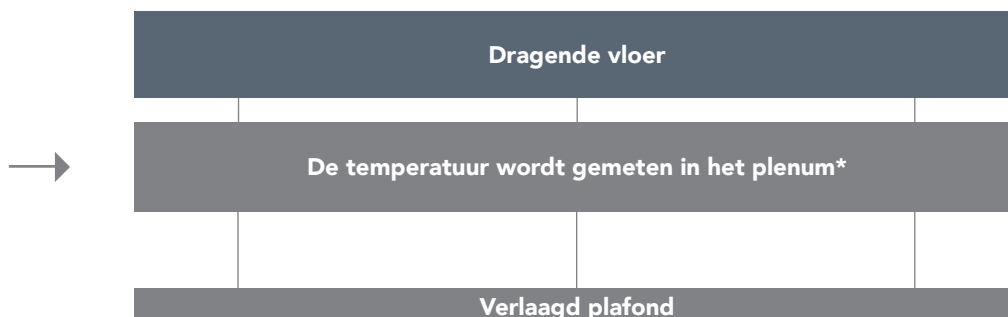 Dragende vloer
De temperatuur wordt gemeten in het plenum*
Verlaagd plafond